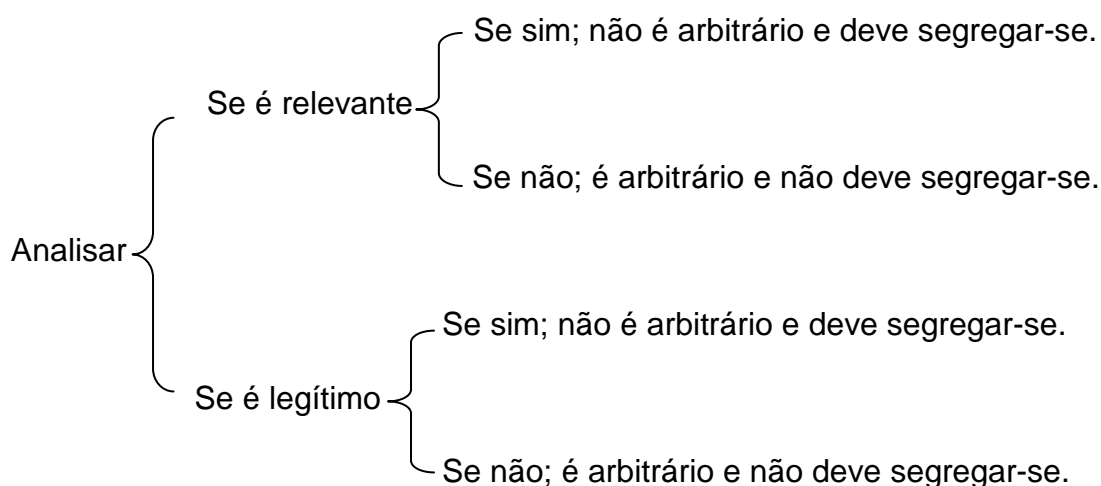 Se sim; não é arbitrário e deve segregar-se.
Se é relevante
Se não; é arbitrário e não deve segregar-se.
Analisar
Se sim; não é arbitrário e deve segregar-se.
Se é legítimo
Se não; é arbitrário e não deve segregar-se.